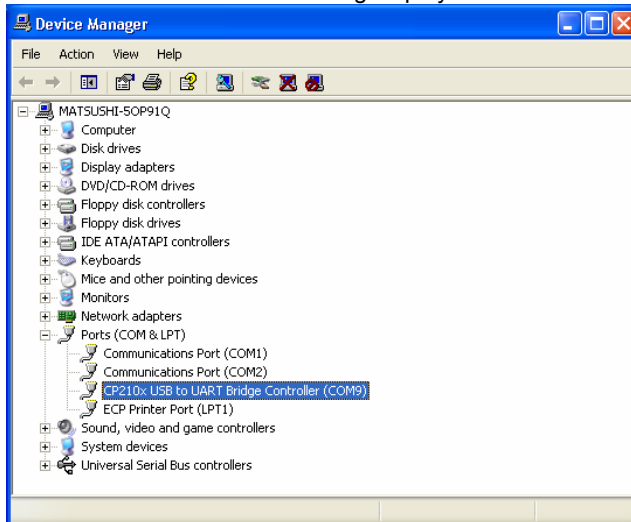 Device Manager
File Action View Help
MATSUSHI-5OP91Q
Computer
Disk drives
Display adapters
DVD/CD-ROM drives
Floppy disk controllers
Floppy disk drives
IDE ATA/ATAPI controllers
Keyboards
Mice and other pointing devices
Monitors
Network adapters
Ports (COM & LPT)
Communications Port (COM1)
Communications Port (COM2)
CP210x USB to UART Bridge Controller (COM9)
ECP Printer Port (LPT1)
Sound, video and game controllers
System devices
Universal Serial Bus controllers